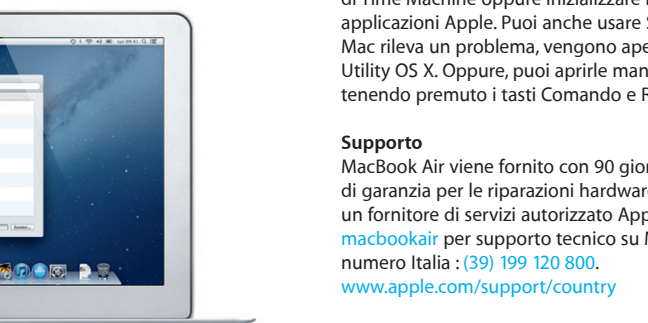 di Time Machine oppure inizializzare
applicazioni Apple. Puoi anche usare S
Mac rileva un problema, vengono ape
Utility OS X. Oppure, puoi aprirle man
tenendo premuto i tasti Comando e R
Supporto
MacBook Air viene fornito con 90 gior
di garanzia per le riparazioni hardwar
un fornitore di servizi autorizzato App
macbookair per supporto tecnico su M
numero Italia : (39) 199 120 800.
www.apple.com/support/country